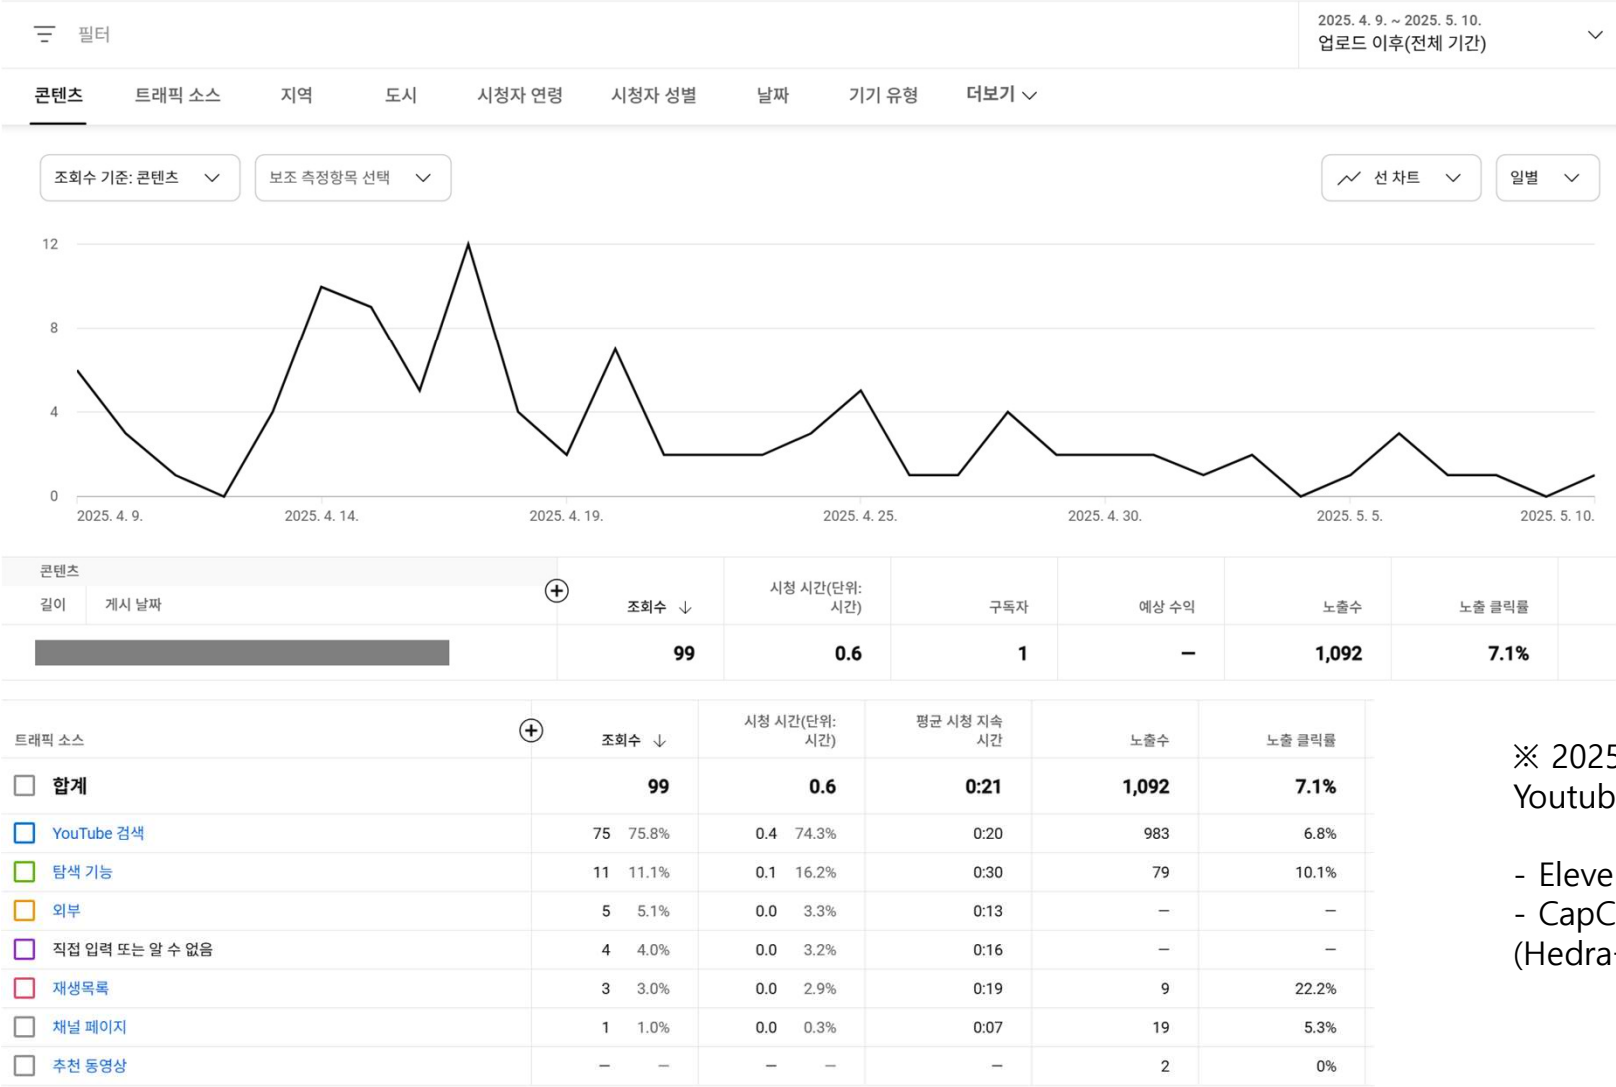 필터
2025. 4. 9. ~ 2025. 5. 10.
업로드 이후(전체 기간)
콘텐츠 트래픽 소스 지역 도시 시청자 연령 시청자 성별 날짜 기기 유형 더보기
조회수 기준: 콘텐츠 보조 측정항목 선택 선 차트 일별
12
8
4
0
2025. 4. 9. 2025. 4. 14. 2025. 4. 19. 2025. 4. 25. 2025. 4. 30. 2025. 5. 5. 2025. 5. 10.
콘텐츠
길이 게시 날짜 조회수 ↓ 시청 시간(단위: 시간) 구독자 예상 수익 노출수 노출 클릭률
99 0.6 1 — 1,092 7.1%
트래픽 소스 조회수 ↓ 시청 시간(단위: 시간) 평균 시청 지속 시간 노출수 노출 클릭률
합계 99 0.6 0:21 1,092 7.1%
YouTube 검색 75 75.8% 0.4 74.3% 0:20 983 6.8%
탐색 기능 11 11.1% 0.1 16.2% 0:30 79 10.1%
외부 5 5.1% 0.0 3.3% 0:13 — —
직접 입력 또는 알 수 없음 4 4.0% 0.0 3.2% 0:16 — —
재생목록 3 3.0% 0.0 2.9% 0:19 9 22.2%
채널 페이지 1 1.0% 0.0 0.3% 0:07 19 5.3%
추천 동영상 — — — — — 2 0%
※ 2025
Youtub
- Eleve
- CapC
(Hedra-